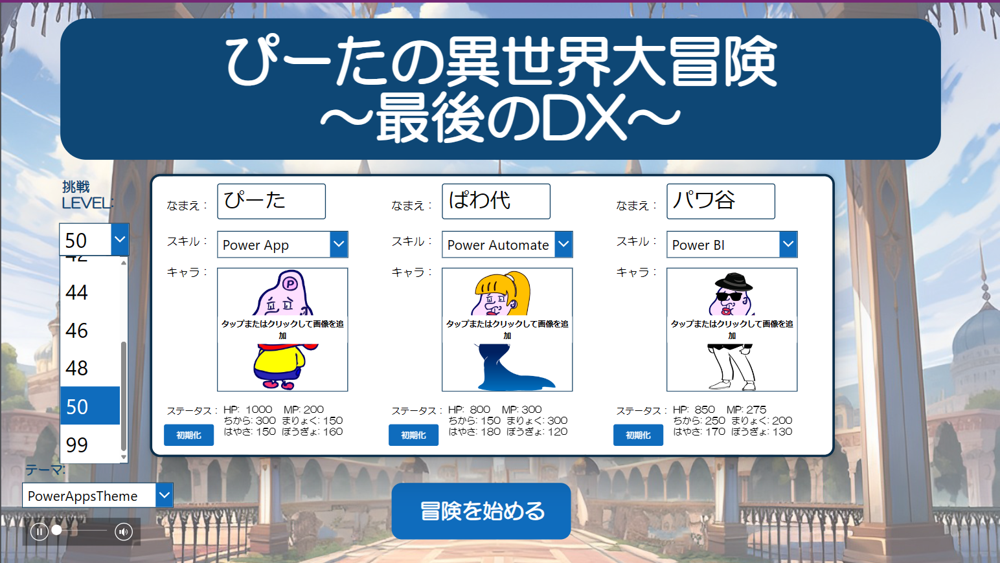 ぴーたの異世界大冒険
～最後のDX～
挑戦
LEVEL:
50
42
44
46
48
50
99
なまえ： ぴーた
スキル： Power App
キャラ：
P
タップまたはクリックして画像を追
加
ステータス： HP: 1000 MP: 200
ちから: 300 まりょく: 150
はやさ: 150 ぼうぎょ: 160
初期化
なまえ： ぱわ代
スキル： Power Automate
キャラ：
タップまたはクリックして画像を追
加
ステータス： HP: 800 MP: 300
ちから: 150 まりょく: 300
はやさ: 180 ぼうぎょ: 120
初期化
なまえ： パワ谷
スキル： Power BI
キャラ：
タップまたはクリックして画像を追
加
ステータス： HP: 850 MP: 275
ちから: 250 まりょく: 200
はやさ: 170 ぼうぎょ: 130
初期化
テーマ:
PowerAppsTheme
冒険を始める